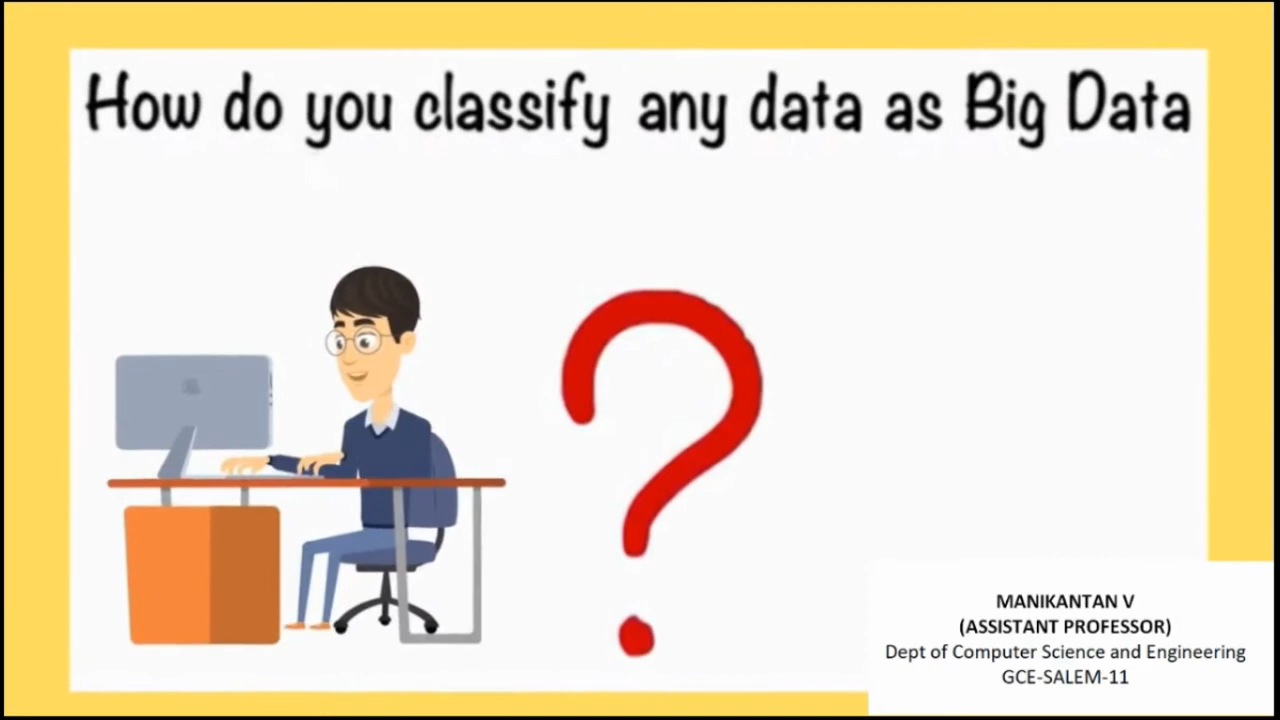 How do you classify any data as Big Data
?
MANIKANTAN V
(ASSISTANT PROFESSOR)
Dept of Computer Science and Engineering
GCE-SALEM-11